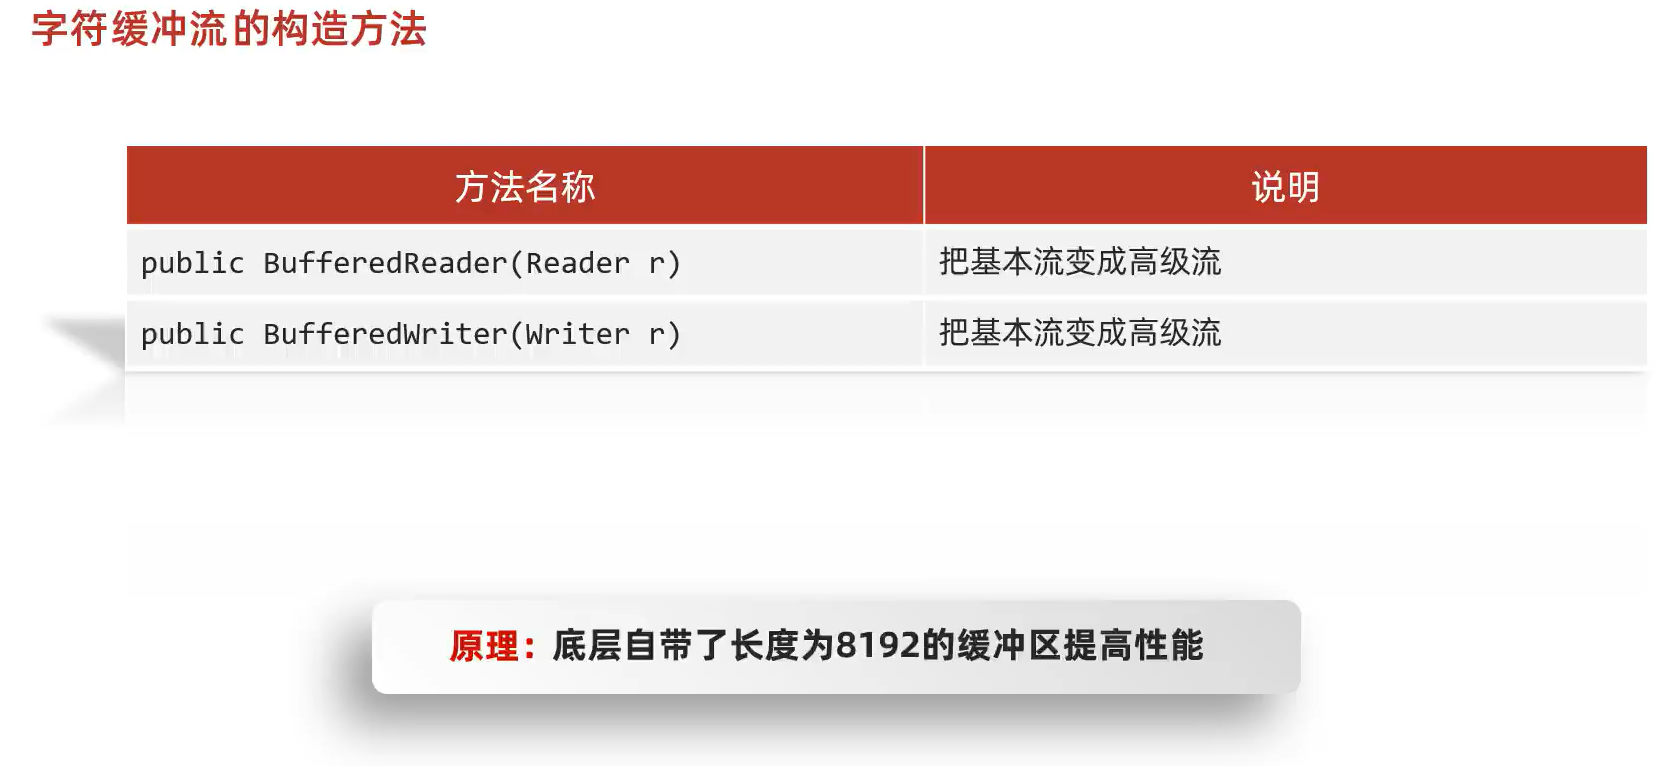 字符缓冲流的构造方法
方法名称 说明
public BufferedReader(Reader r) 把基本流变成高级流
public BufferedWriter(Writer r) 把基本流变成高级流
原理：底层自带了长度为8192的缓冲区提高性能